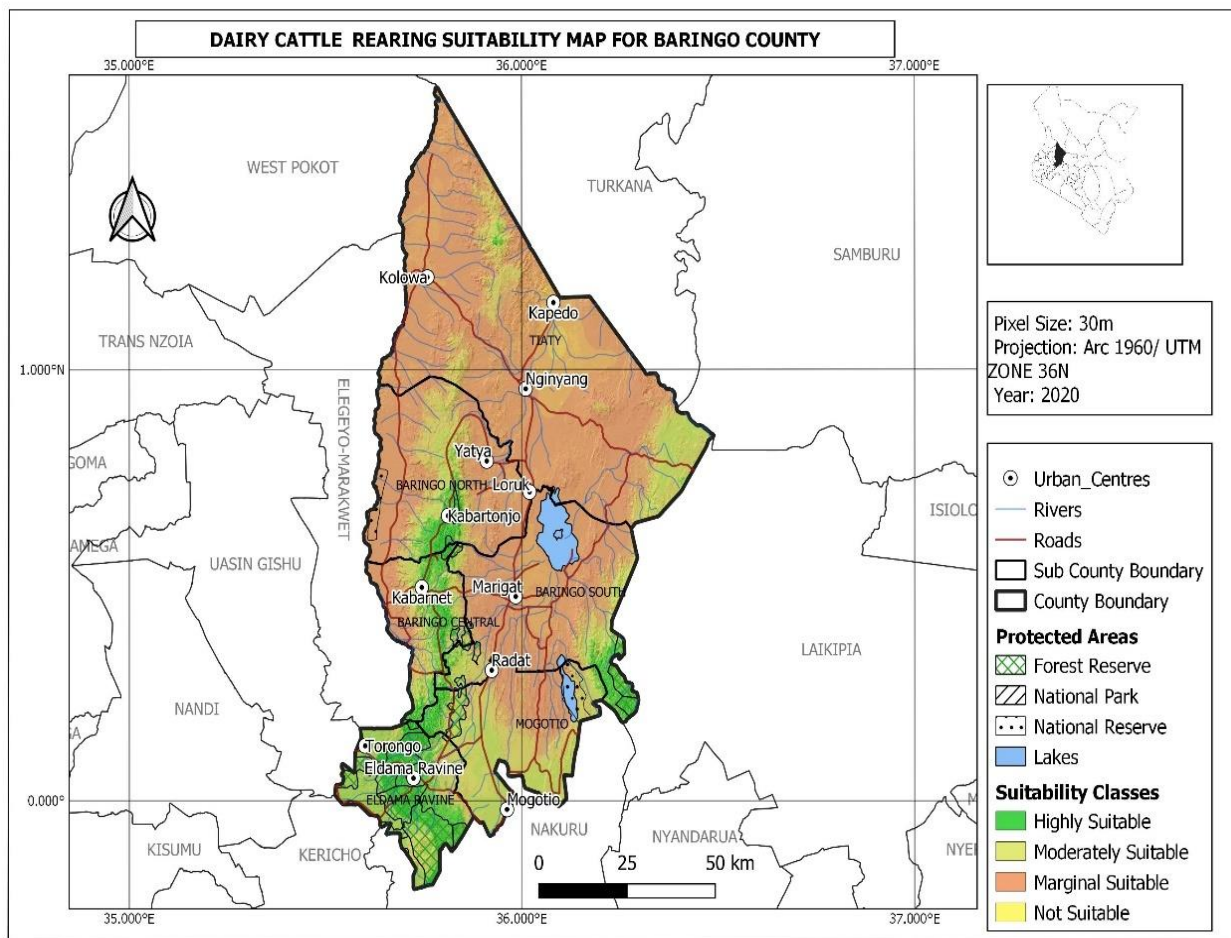 DAIRY CATTLE REARING SUITABILITY MAP FOR BARINGO COUNTY
35.000°E 36.000°E 37.000°E
WEST POKOT
TURKANA
SAMBURU
Kolowa
Kapedo
TIATY
TRANS NZOIA
1.000°N
Nginyang
ELEGEYO-MARAKWET
Yatya
GOMA
BARINGO NORTH
Loruk
Kabartonjo
ISIOLO
AMEGA
UASIN GISHU
Kabarnet
Marigat
BARINGO SOUTH
BARINGO CENTRAL
LAIKIPIA
Radat
NANDI
MOGOTIO
GA
Torongo
Eldama Ravine
ELDAMA RAVINE
0.000°
Mogotio
M
NAKURU
NYANDARUA
NYE
KISUMU
KERICHO
0 25 50 km
35.000°E 36.000°E 37.000°E
Pixel Size: 30m
Projection: Arc 1960/ UTM
ZONE 36N
Year: 2020
Urban_Centres
Rivers
Roads
Sub County Boundary
County Boundary
Protected Areas
Forest Reserve
National Park
National Reserve
Lakes
Suitability Classes
Highly Suitable
Moderately Suitable
Marginal Suitable
Not Suitable